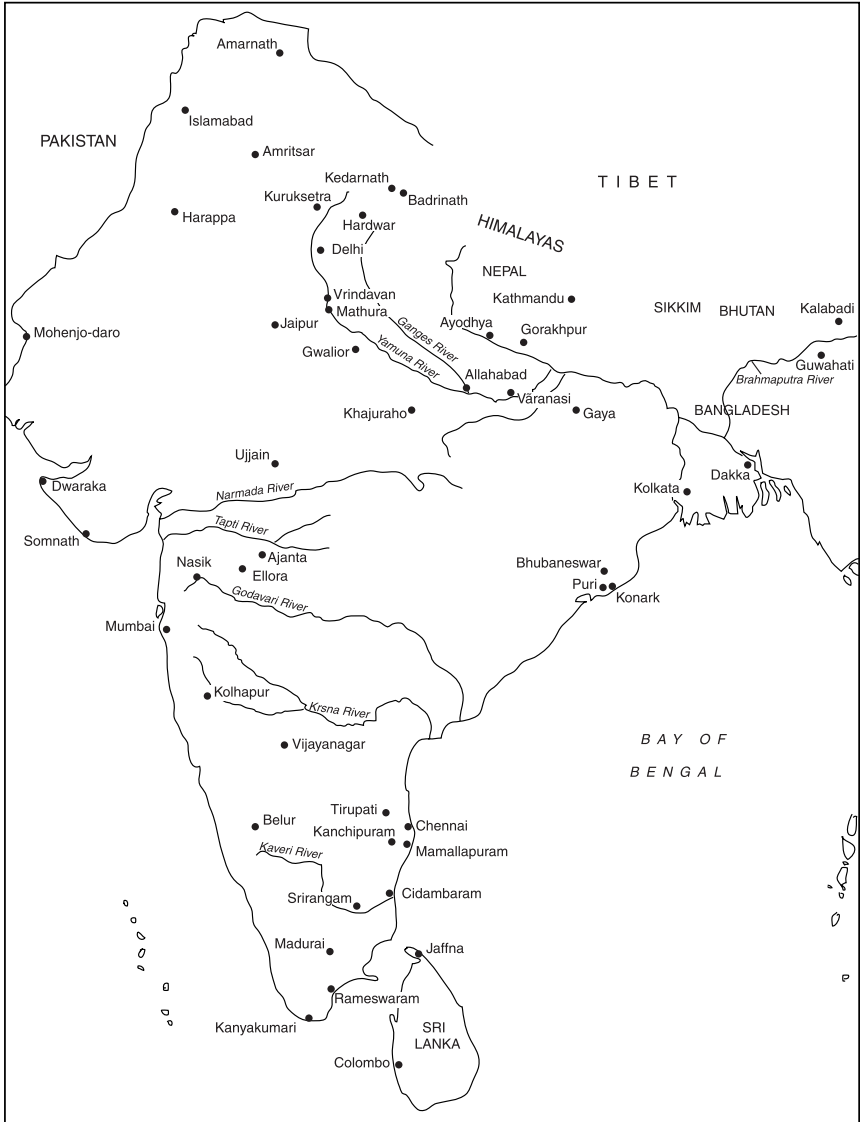 Amarnath
Islamabad
PAKISTAN
Amritsar
TIBET
Kedarnath
Badrinath
Kuruksetra
Harappa
Hardwar
HIMALAYAS
Delhi
NEPAL
Kathmandu
Vrindavan
Mathura
SIKKIM
BHUTAN
Kalabadi
Jaipur
Ayodhya
Gorakhpur
Mohenjo-daro
Ganges River
Gwalior
Yamuna River
Guwahati
Brahmaputra River
Allahabad
Vāranasi
Khajuraho
Gaya
BANGLADESH
Ujjain
Dakka
Dwaraka
Narmada River
Kolkata
Tapti River
Somnath
Nasik
Ajanta
Ellora
Bhubaneswar
Puri
Konark
Godavari River
Mumbai
Kolhapur
Krsna River
Vijayanagar
BAY OF
BENGAL
Tirupati
Belur
Chennai
Kanchipuram
Mamallapuram
Kaveri River
Srirangam
Cidambaram
Madurai
Jaffna
Rameswaram
Kanyakumari
SRI
LANKA
Colombo